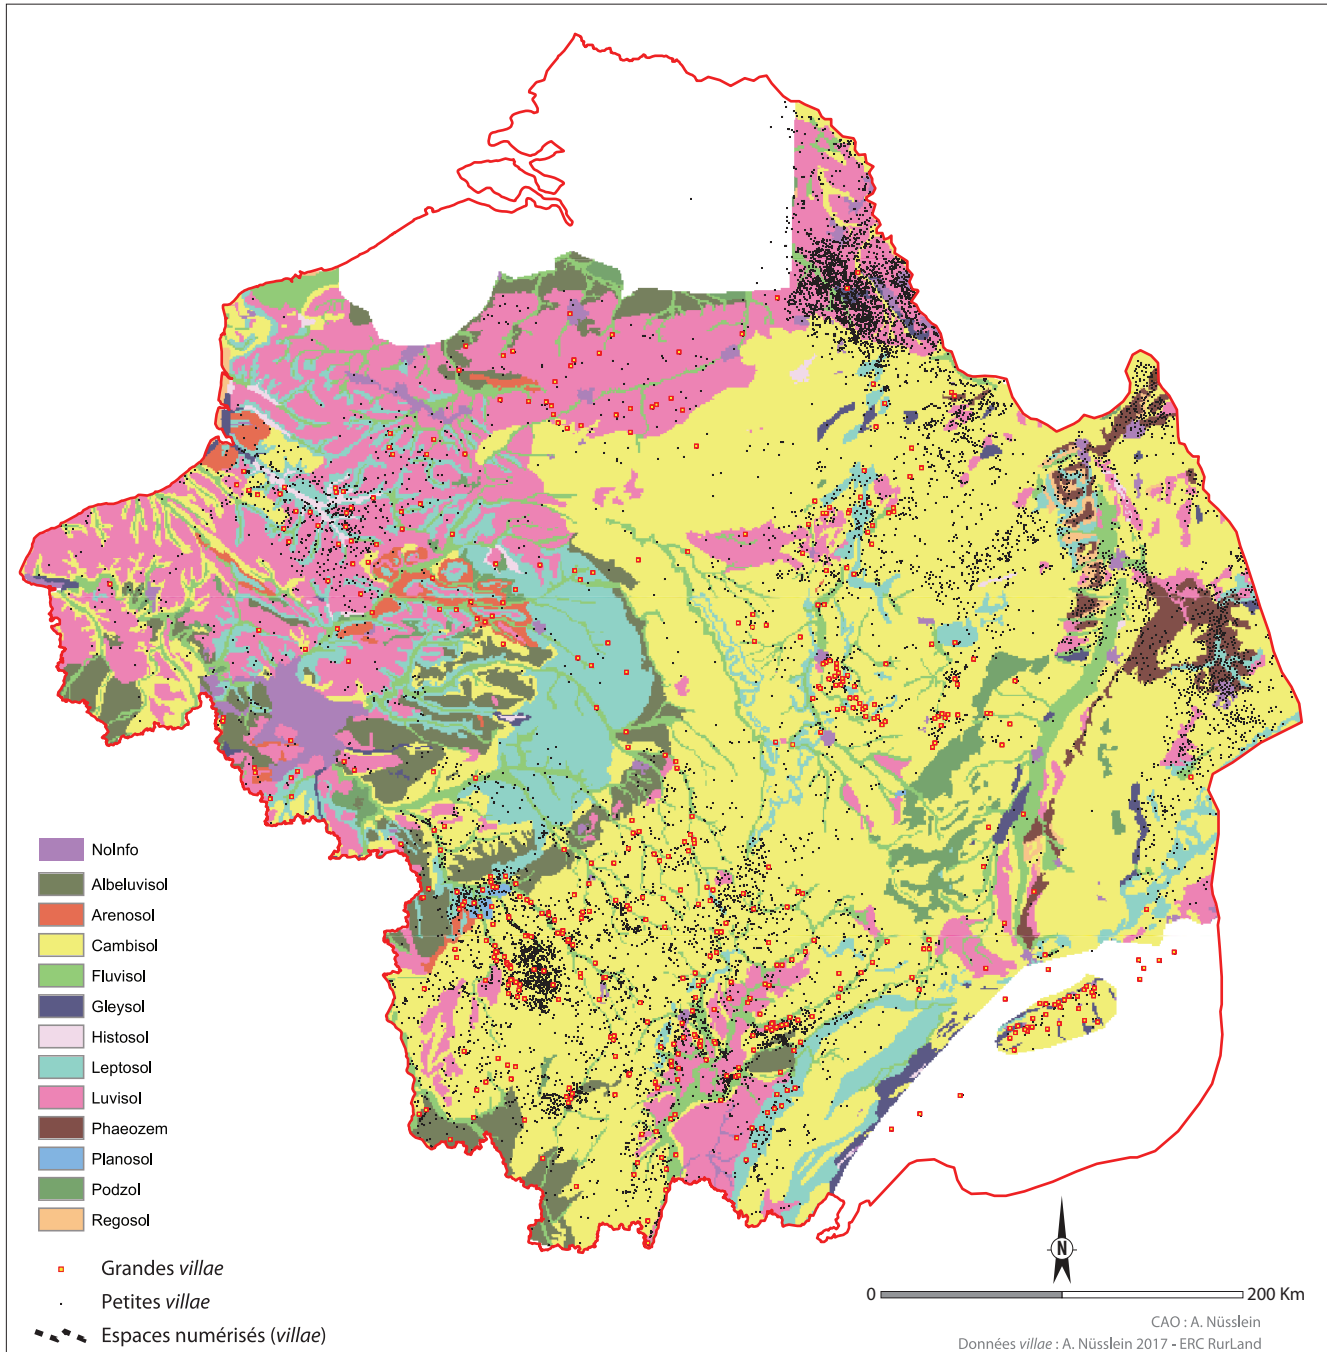 NoInfo
Albeluvisol
Arenosol
Cambisol
Fluvisol
Gleysol
Histosol
Leptosol
Luvisol
Phaeozem
Planosol
Podzol
Regosol
Grandes villae
Petites villae
Espaces numérisés (villae)
N
0 200 Km
CAO : A. Nüsslein
Données villae : A. Nüsslein 2017 - ERC RurLand